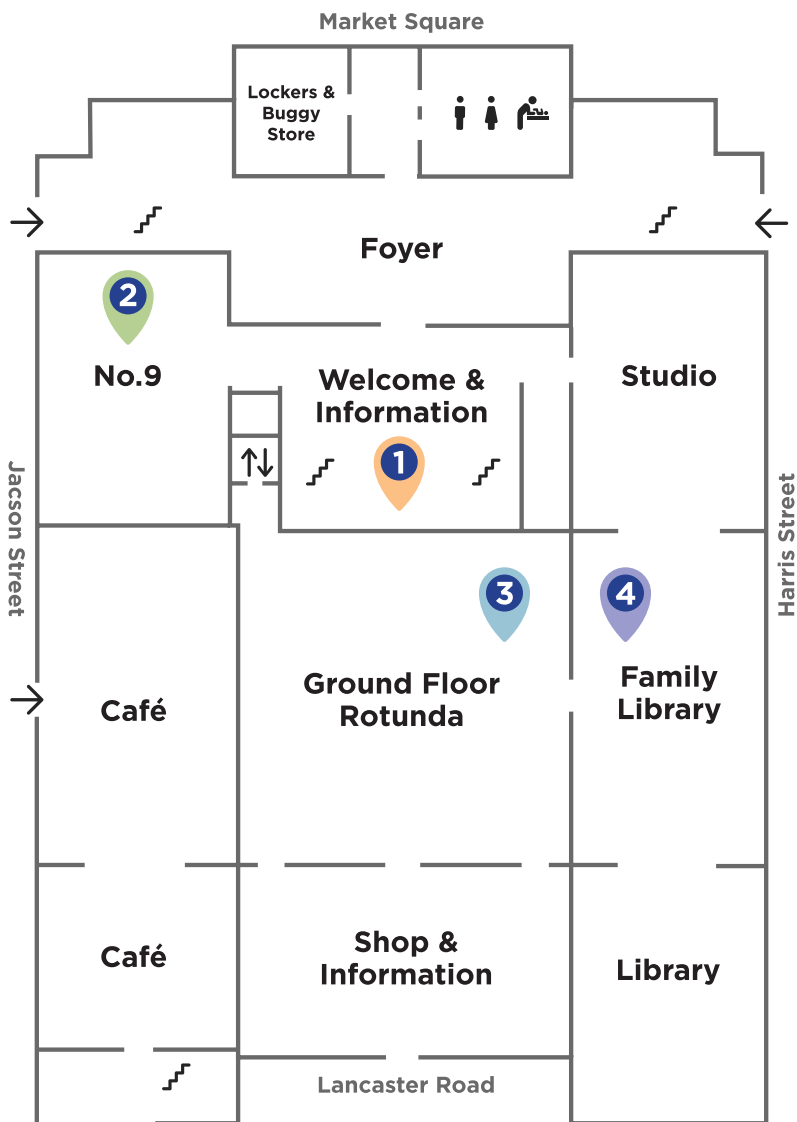 Market Square
Lockers &
Buggy
Store
Foyer
2
No.9
Welcome &
Information
1
Studio
Jacson Street
Harris Street
3
4
Ground Floor
Rotunda
Family
Library
Café
Café
Shop &
Information
Library
Lancaster Road